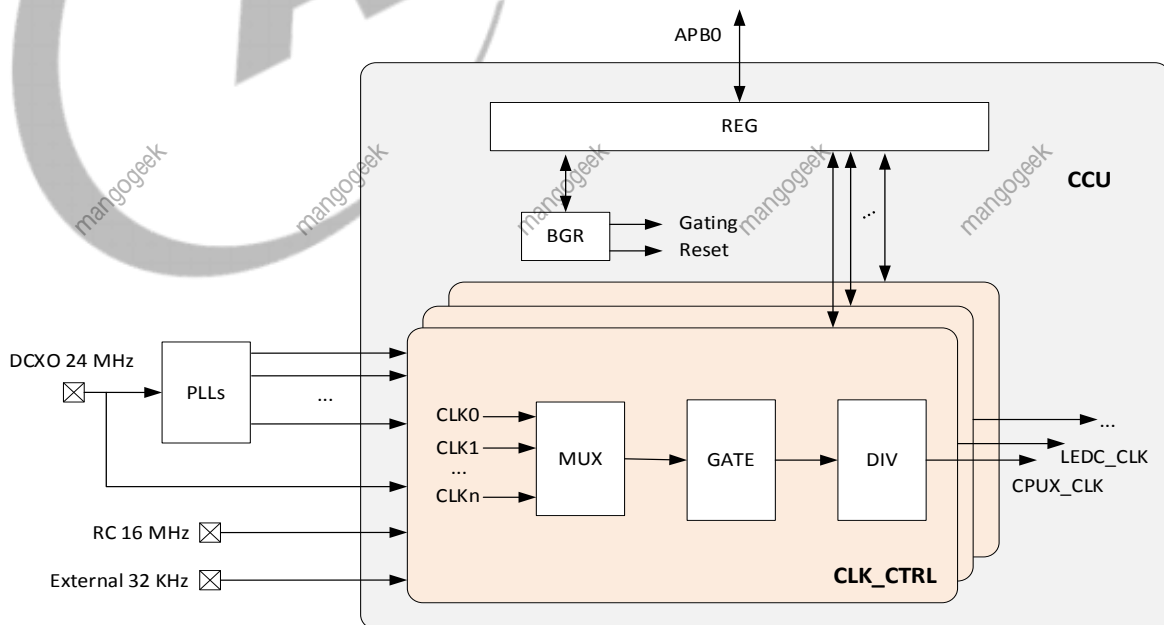 APB0
REG
mangogeek
mangogeek
mangogeek
mangogeek
mangogeek
CCU
...
BGR
Gating
Reset
DCXO 24 MHz
PLLs
...
CLK0
CLK1
...
CLKn
MUX
GATE
DIV
...
LEDC_CLK
CPUX_CLK
RC 16 MHz
External 32 KHz
CLK_CTRL